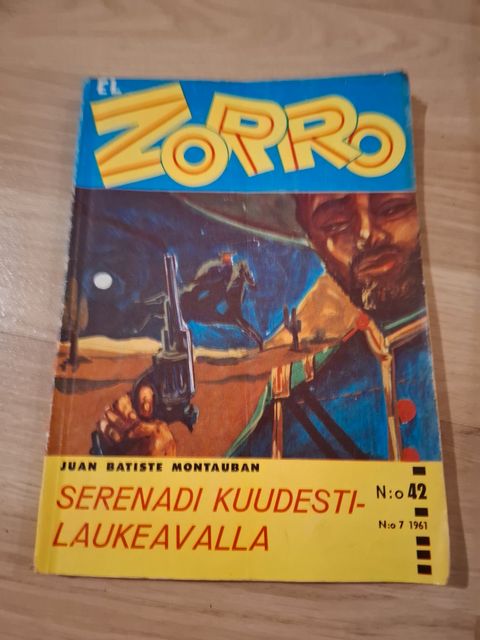 EL
ZORRO
JUAN BATISTE MONTAUBAN
SERENADI KUUDESTI-
LAUKEAVALLA
N:o 42
N:o 7 1961